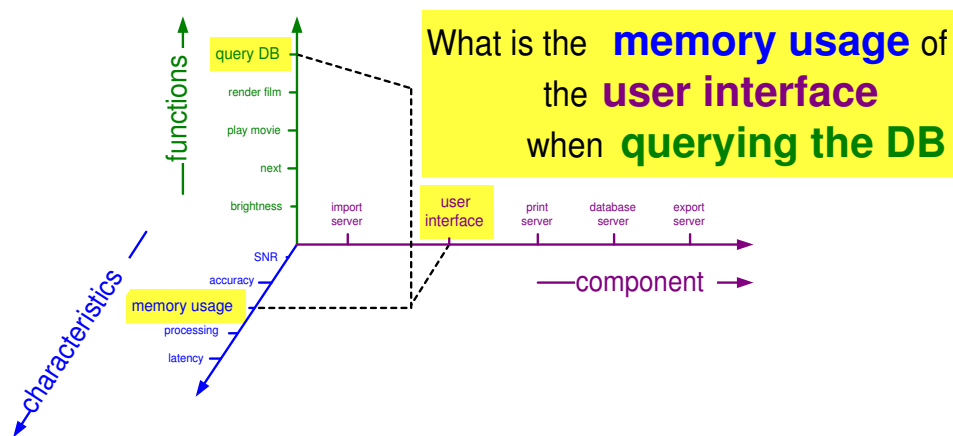 What is the memory usage of
the user interface
when querying the DB
functions
query DB
render film
play movie
next
brightness
import
server
user
interface
print
server
database
server
export
server
component
SNR
accuracy
memory usage
processing
latency
characteristics